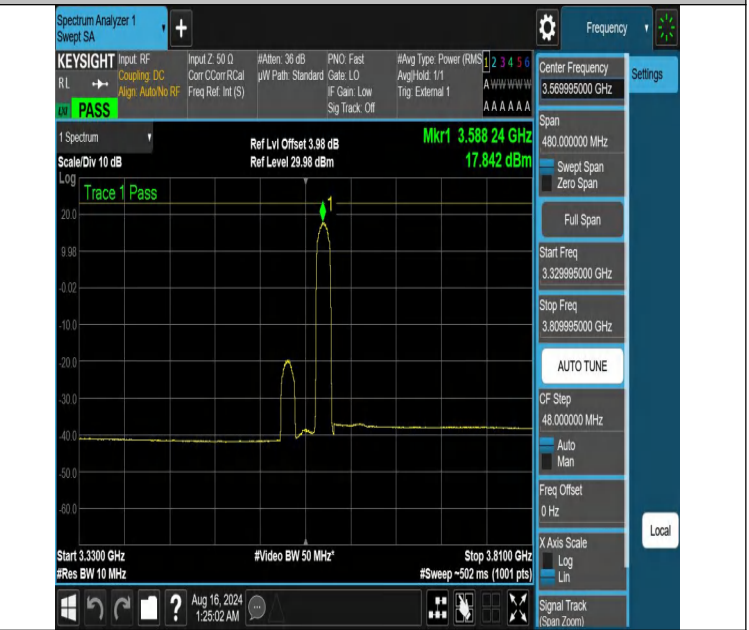 Spectrum Analyzer 1
Swept SA
+
Frequency
KEYSIGHT
RL
LXI
PASS
Input: RF
Coupling: DC
Align: Auto/No RF
Input Z: 50 Ω
Corr CCorr RCal
Freq Ref: Int (S)
#Atten: 36 dB
µW Path: Standard
PNO: Fast
Gate: LO
IF Gain: Low
Sig Track: Off
#Avg Type: Power (RMS
Avg|Hold: 1/1
Trig: External 1
1 2 3 4 5 6
A W W W W W
A A A A A A
1 Spectrum
Scale/Div 10 dB
Log
Ref Lvl Offset 3.98 dB
Ref Level 29.98 dBm
Mkr1 3.588 24 GHz
17.842 dBm
Trace 1 Pass
1
20.0
9.98
-0.02
-10.0
-20.0
-30.0
-40.0
-50.0
-60.0
Start 3.3300 GHz
#Res BW 10 MHz
#Video BW 50 MHz*
Stop 3.8100 GHz
#Sweep ~502 ms (1001 pts)
Center Frequency
3.569995000 GHz
Settings
Span
480.000000 MHz
Swept Span
Zero Span
Full Span
Start Freq
3.329995000 GHz
Stop Freq
3.809995000 GHz
AUTO TUNE
CF Step
48.000000 MHz
Auto
Man
Freq Offset
0 Hz
X Axis Scale
Log
Lin
Local
Signal Track
(Span Zoom)
?
Aug 16, 2024
1:25:02 AM